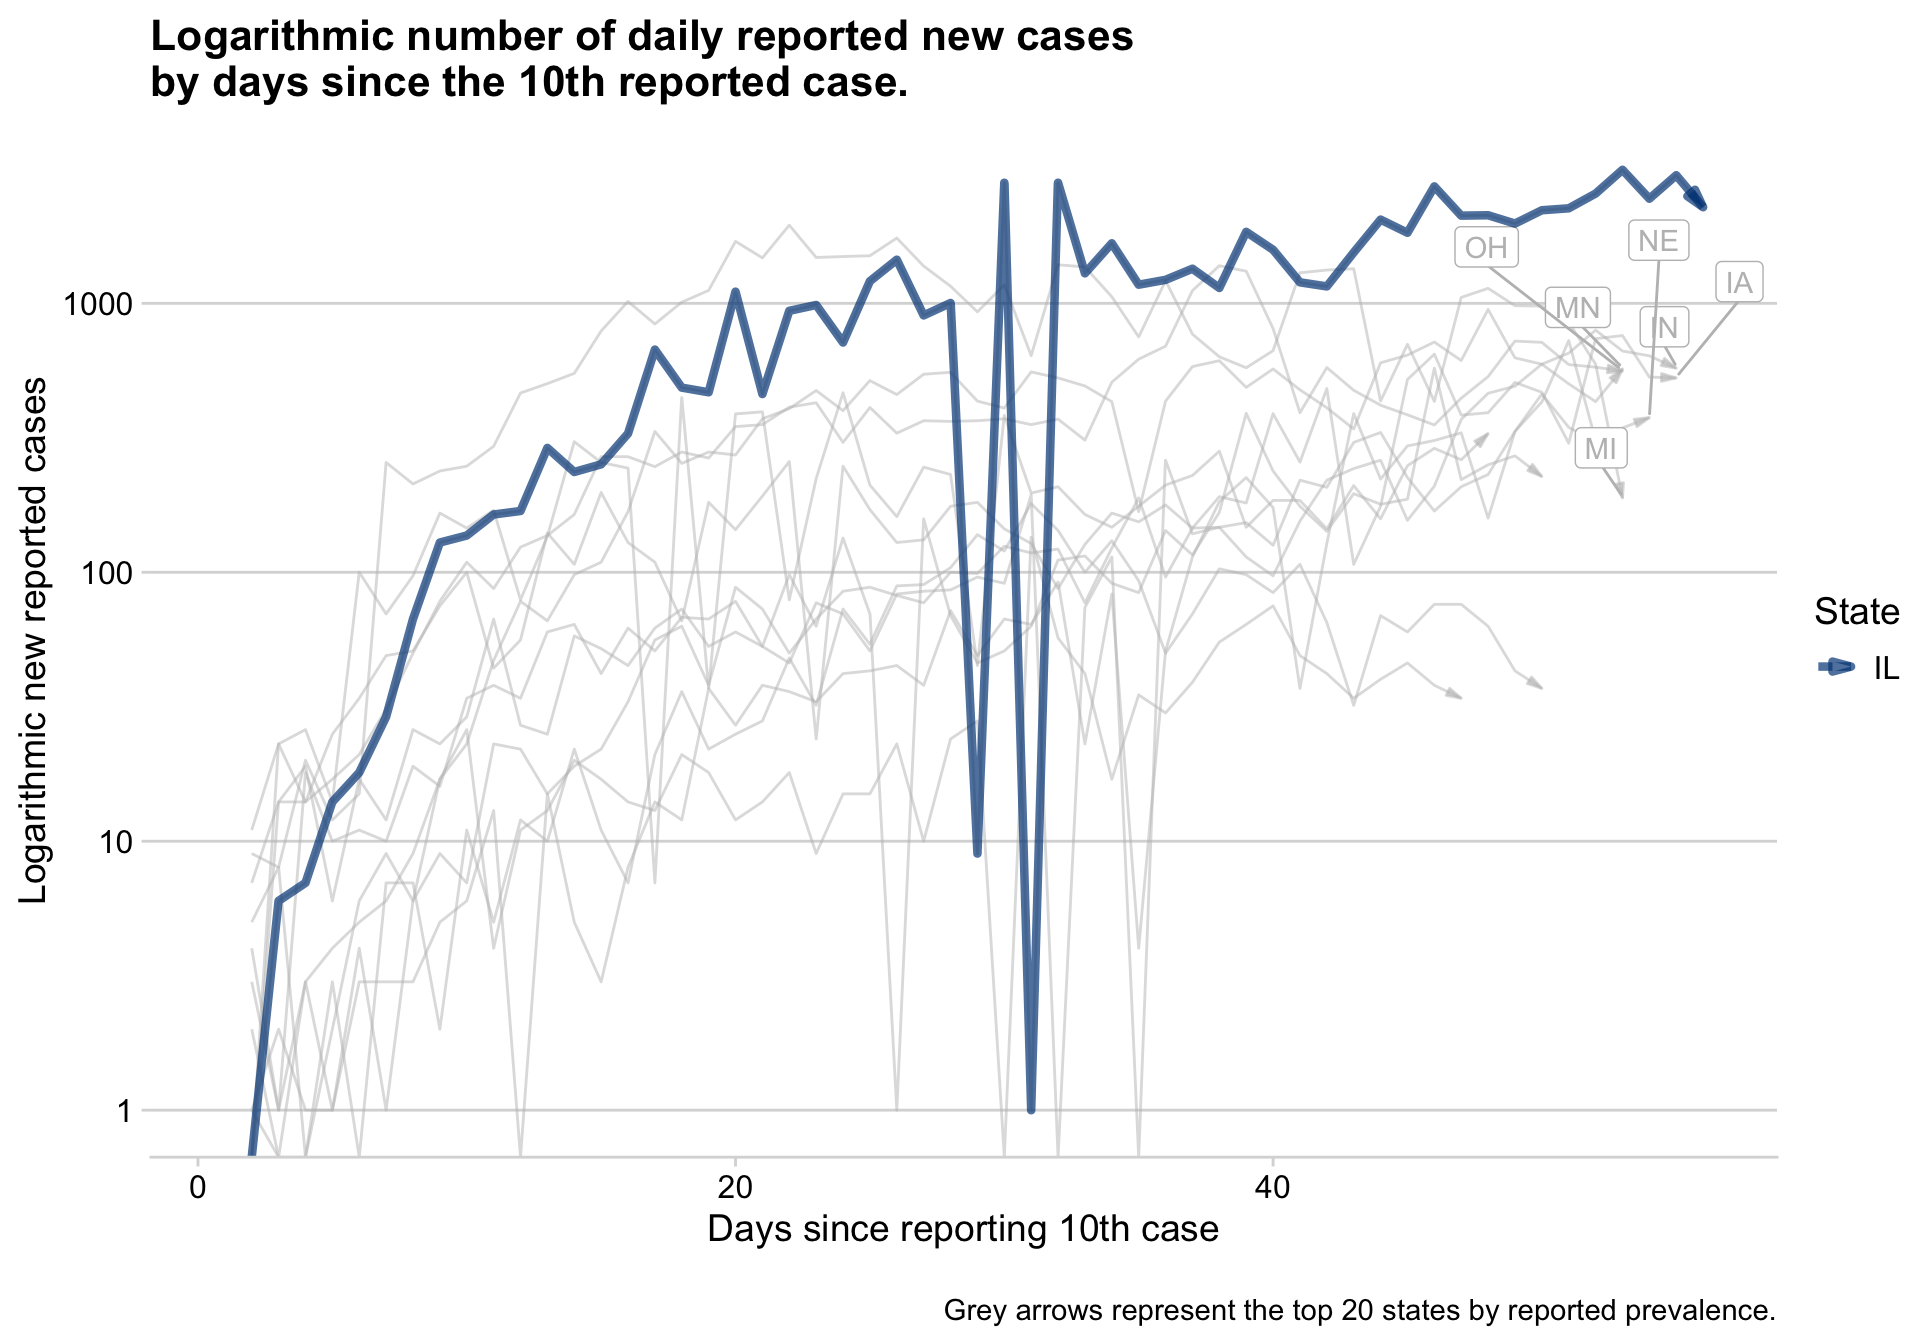 Logarithmic number of daily reported new cases
by days since the 10th reported case.
Logarithmic new reported cases
1000
100
10
1
OH
NE
IA
MN
IN
MI
State
IL
0
20
40
Days since reporting 10th case
Grey arrows represent the top 20 states by reported prevalence.